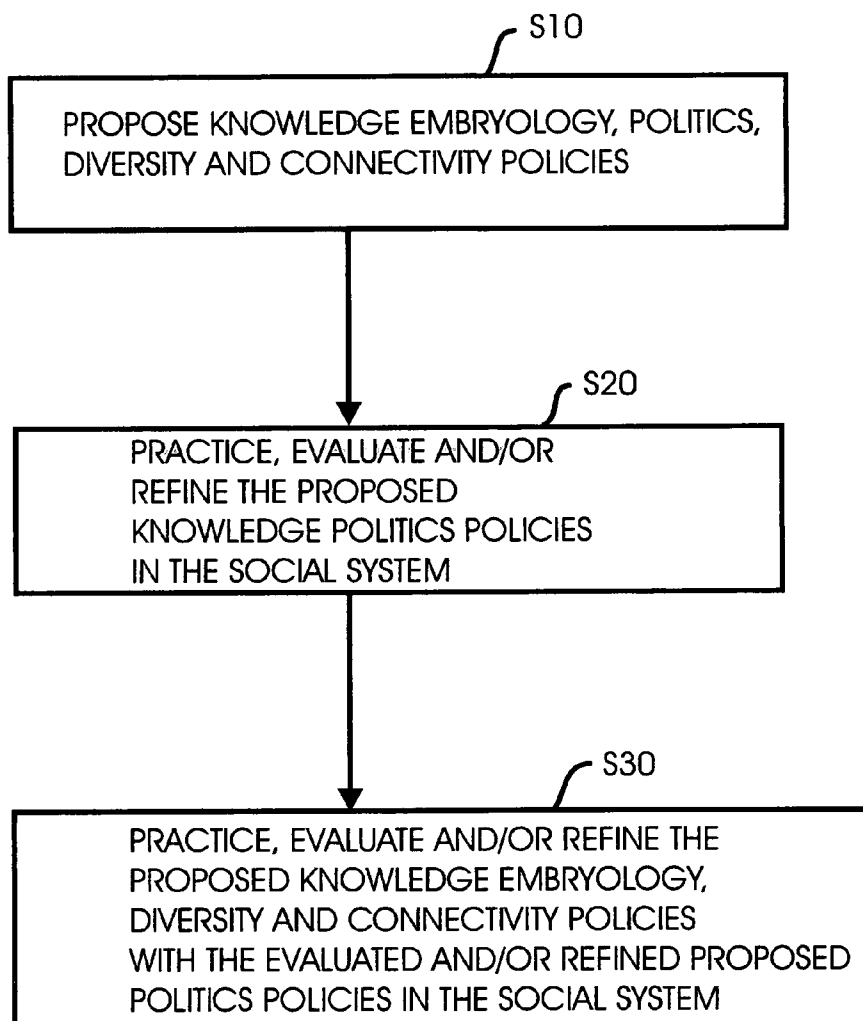 S10
PROPOSE KNOWLEDGE EMBRYOLOGY, POLITICS,
DIVERSITY AND CONNECTIVITY POLICIES
S20
PRACTICE, EVALUATE AND/OR
REFINE THE PROPOSED
KNOWLEDGE POLITICS POLICIES
IN THE SOCIAL SYSTEM
S30
PRACTICE, EVALUATE AND/OR REFINE THE
PROPOSED KNOWLEDGE EMBRYOLOGY,
DIVERSITY AND CONNECTIVITY POLICIES
WITH THE EVALUATED AND/OR REFINED PROPOSED
POLITICS POLICIES IN THE SOCIAL SYSTEM